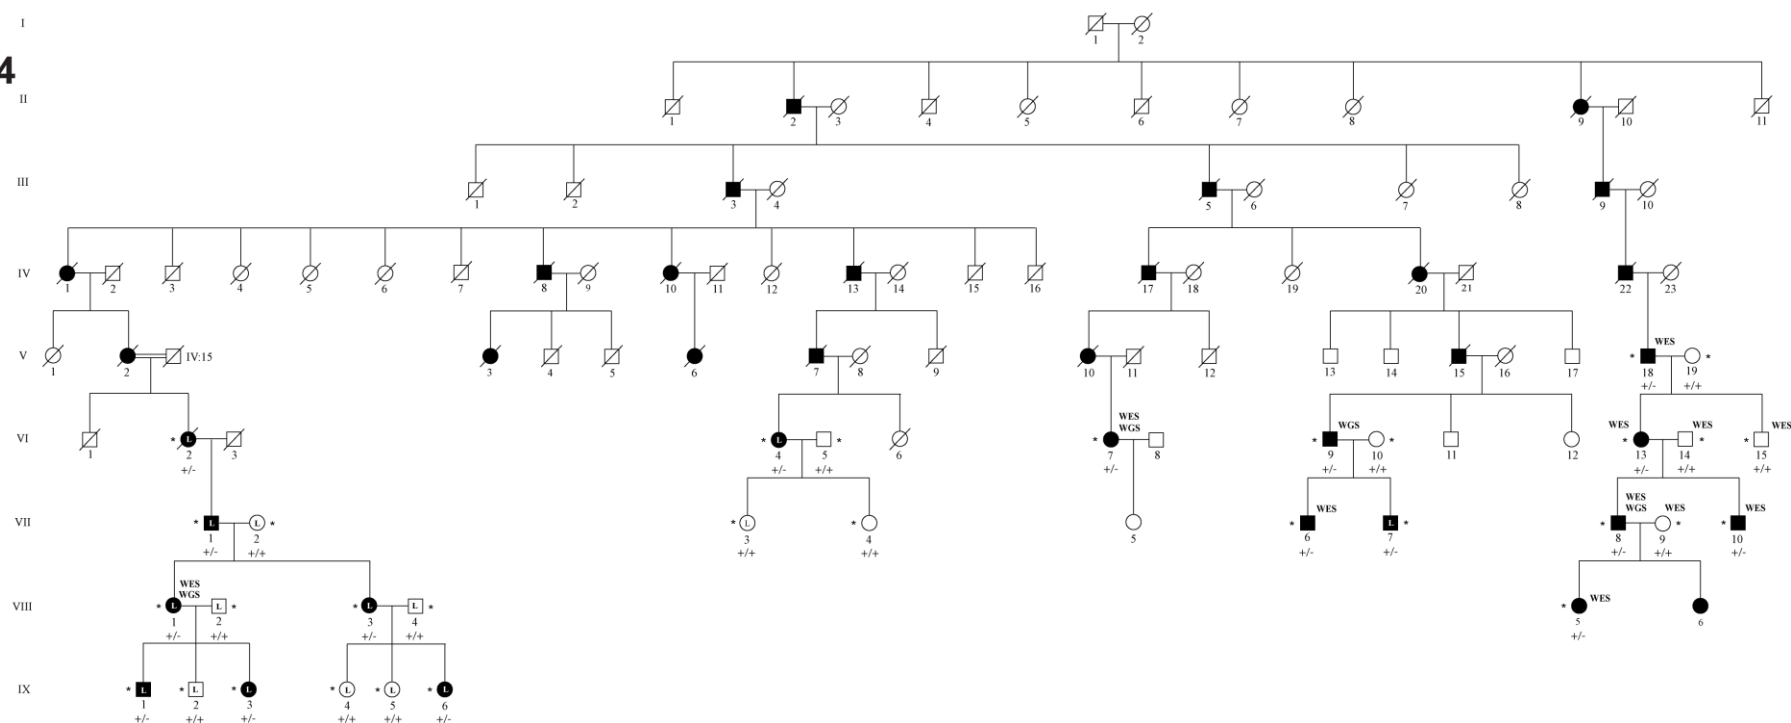 I
1 2
4
II
1 2 3 4 5 6 7 8 9 10 11
III
1 2 3 4 5 6 7 8 9 10
IV
1 2 3 4 5 6 7 8 9 10 11 12 13 14 15 16 17 18 19 20 21 22 23
WES
V IV:15 * *
1 2 3 4 5 6 7 8 9 10 11 12 13 14 15 16 17 18 19
+/- +/+
WES WGS WES WES WES
WGS
VI * L * L * * * * * * *
1 2 3 4 5 6 7 8 9 10 11 12 13 14 15
+/- +/- +/+ +/- +/- +/+ +/- +/+ +/+
WES WES WES WES
WGS
VII * L L * * L * * L * * * *
1 2 3 4 5 6 7 8 9 10
+/- +/+ +/+ +/+ +/- +/- +/- +/+ +/-
WES
WGS
VIII * L L * * L L * * WES
1 2 3 4 5 6
+/- +/+ +/- +/+ +/-
IX * L * L * L * L * L * L
1 2 3 4 5 6
+/- +/+ +/- +/+ +/+ +/-